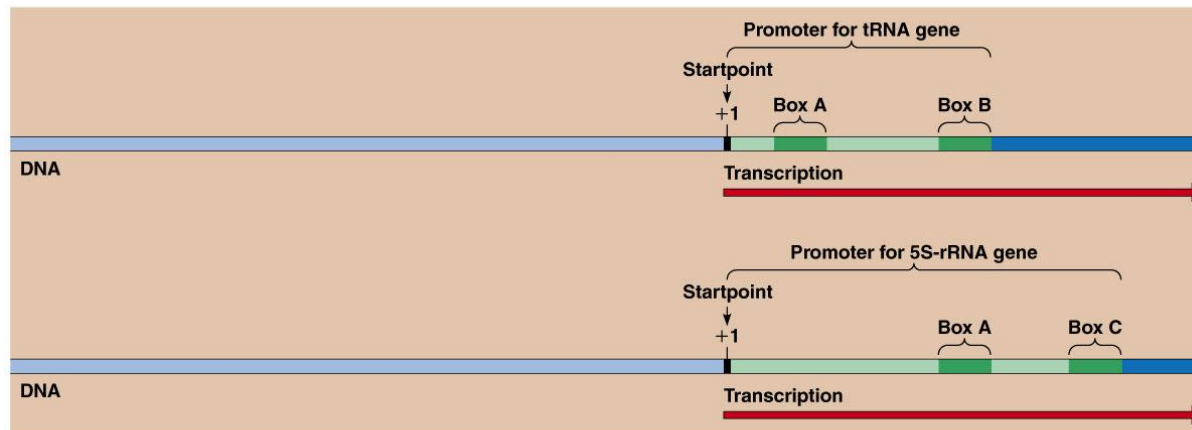 Promoter for tRNA gene
Startpoint
+1
Box A
Box B
DNA
Transcription
Promoter for 5S-rRNA gene
Startpoint
+1
Box A
Box C
DNA
Transcription